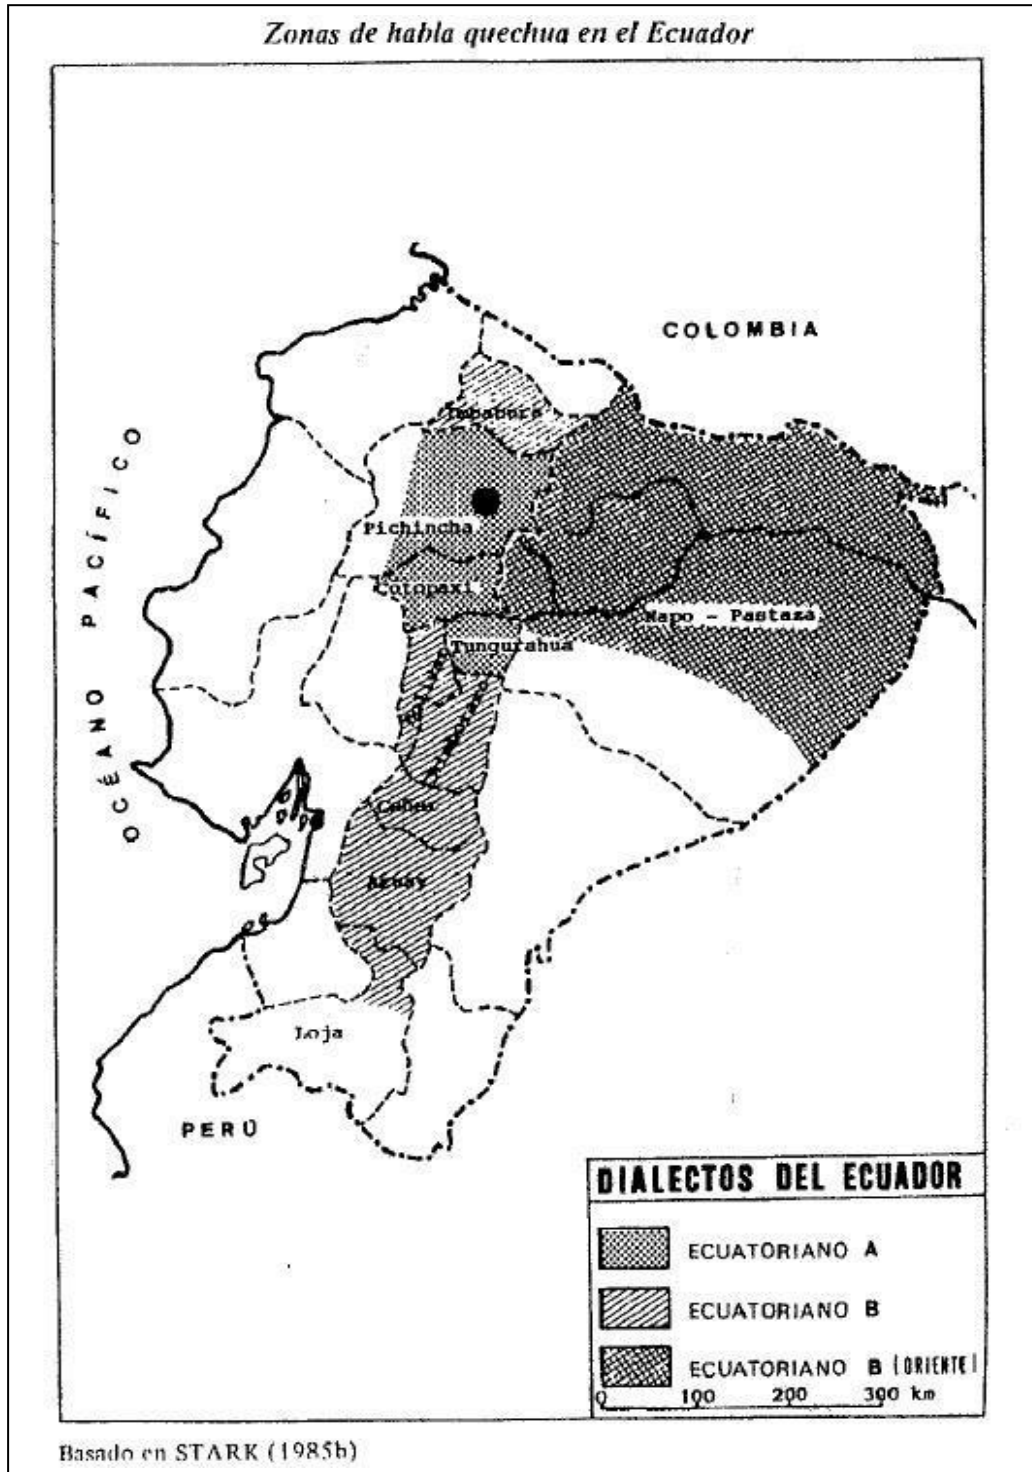 Zonas de habla quechua en el Ecuador
COLOMBIA
OCÉANO PACÍFICO
Imbabura
Pichincha
Cotopaxi
Napo - Pastaza
Tungurahua
Cañar
Azuay
Loja
PERÚ
DIALECTOS DEL ECUADOR
ECUATORIANO A
ECUATORIANO B
ECUATORIANO B (ORIENTE)
0 100 200 300 km
Basado en STARK (1985b)